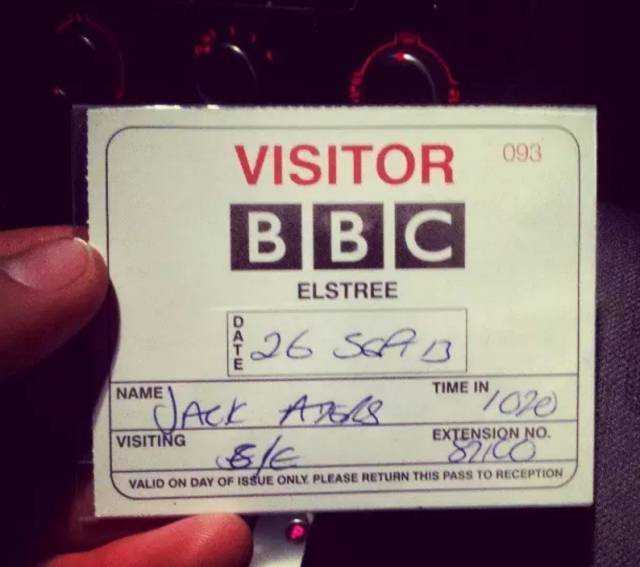 VISITOR 093
BBC
ELSTREE
DATE 26 SEP 13
NAME JACK
TIME IN 1020
VISITING S/E
EXTENSION NO.
VALID ON DAY OF ISSUE ONLY. PLEASE RETURN THIS PASS TO RECEPTION
P